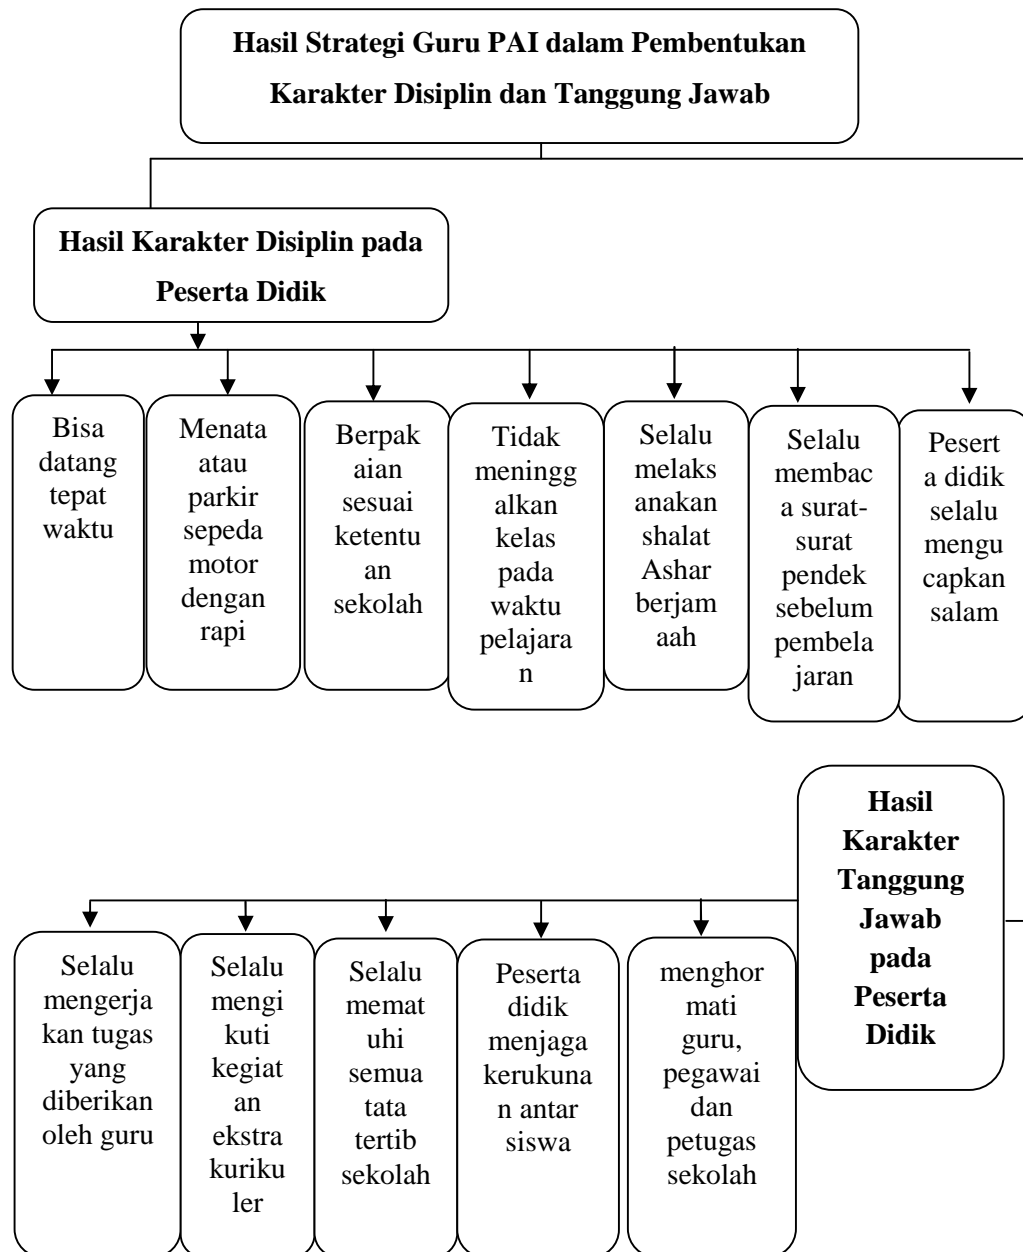 Hasil Strategi Guru PAI dalam Pembentukan
Karakter Disiplin dan Tanggung Jawab
Hasil Karakter Disiplin pada
Peserta Didik
Bisa
datang
tepat
waktu
Menata
atau
parkir
sepeda
motor
dengan
rapi
Berpak
aian
sesuai
ketentu
an
sekolah
Tidak
meningg
alkan
kelas
pada
waktu
pelajara
n
Selalu
melaks
anakan
shalat
Ashar
berjam
aah
Selalu
membac
a surat-
surat
pendek
sebelum
pembela
jaran
Pesert
a didik
selalu
mengu
capkan
salam
Hasil
Karakter
Tanggung
Jawab
pada
Peserta
Didik
Selalu
mengerja
kan tugas
yang
diberikan
oleh guru
Selalu
mengi
kuti
kegiat
an
ekstra
kuriku
ler
Selalu
memat
uhi
semua
tata
tertib
sekolah
Peserta
didik
menjaga
kerukuna
n antar
siswa
menghor
mati
guru,
pegawai
dan
petugas
sekolah